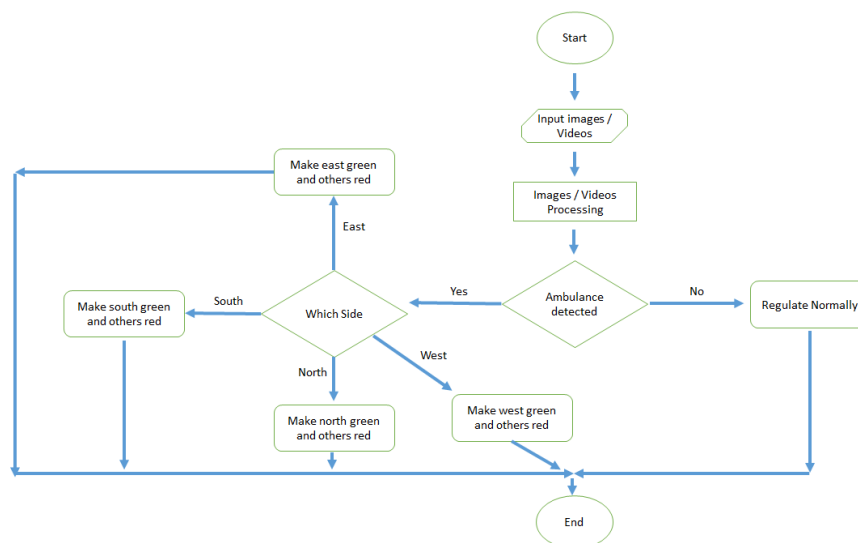 Start
Input images /
Videos
Images / Videos
Processing
Make east green
and others red
East
Ambulance
detected
Yes
No
Regulate Normally
Which Side
South
Make south green
and others red
North
West
Make north green
and others red
Make west green
and others red
End